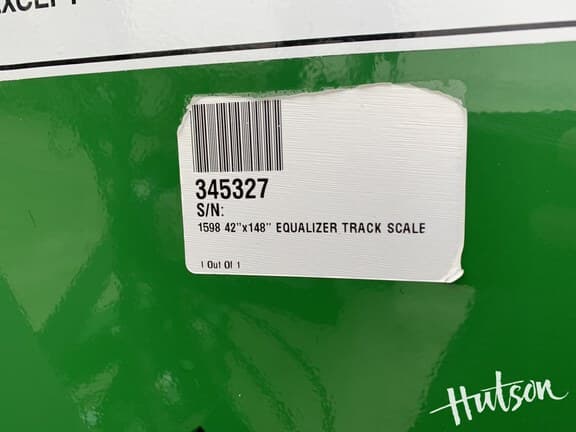 345327
S/N:
1598 42"x148" EQUALIZER TRACK SCALE
1 Out Of 1
Hutson